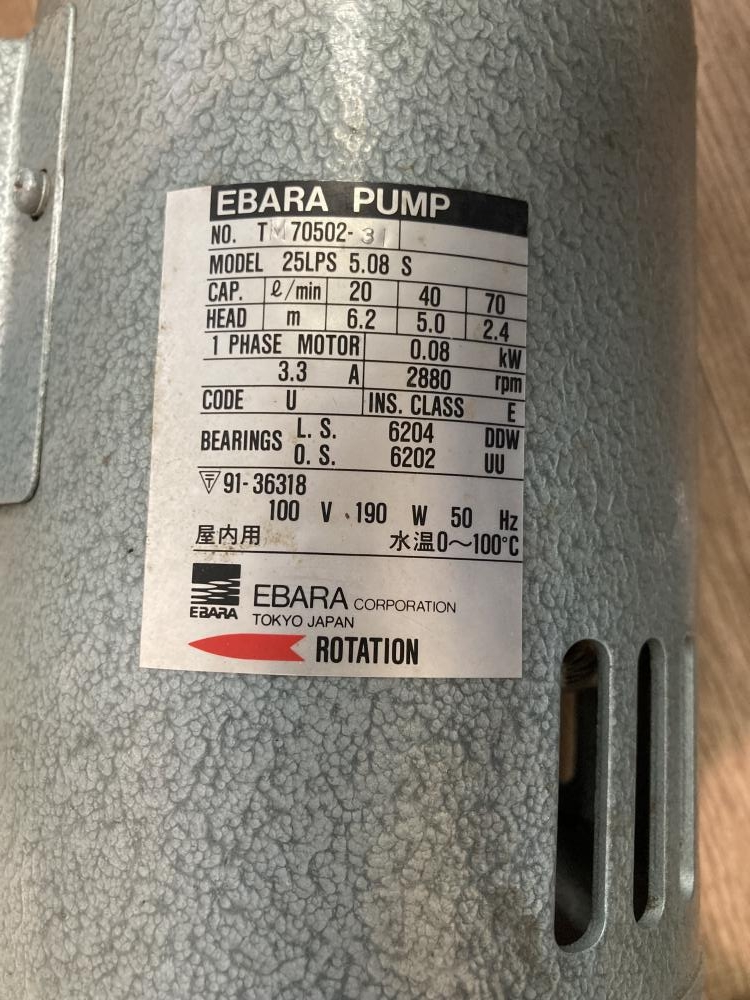 EBARA PUMP
NO. TM70502-31
MODEL 25LPS 5.08 S
CAP. ℓ/min 20 40 70
HEAD m 6.2 5.0 2.4
1 PHASE MOTOR 0.08 kW
3.3 A 2880 rpm
CODE U INS. CLASS E
BEARINGS L. S. 6204 DDW
O. S. 6202 UU
〒 91-36318
100 V 190 W 50 Hz
屋内用 水温0〜100°C
EBARA
EBARA CORPORATION
TOKYO JAPAN
ROTATION